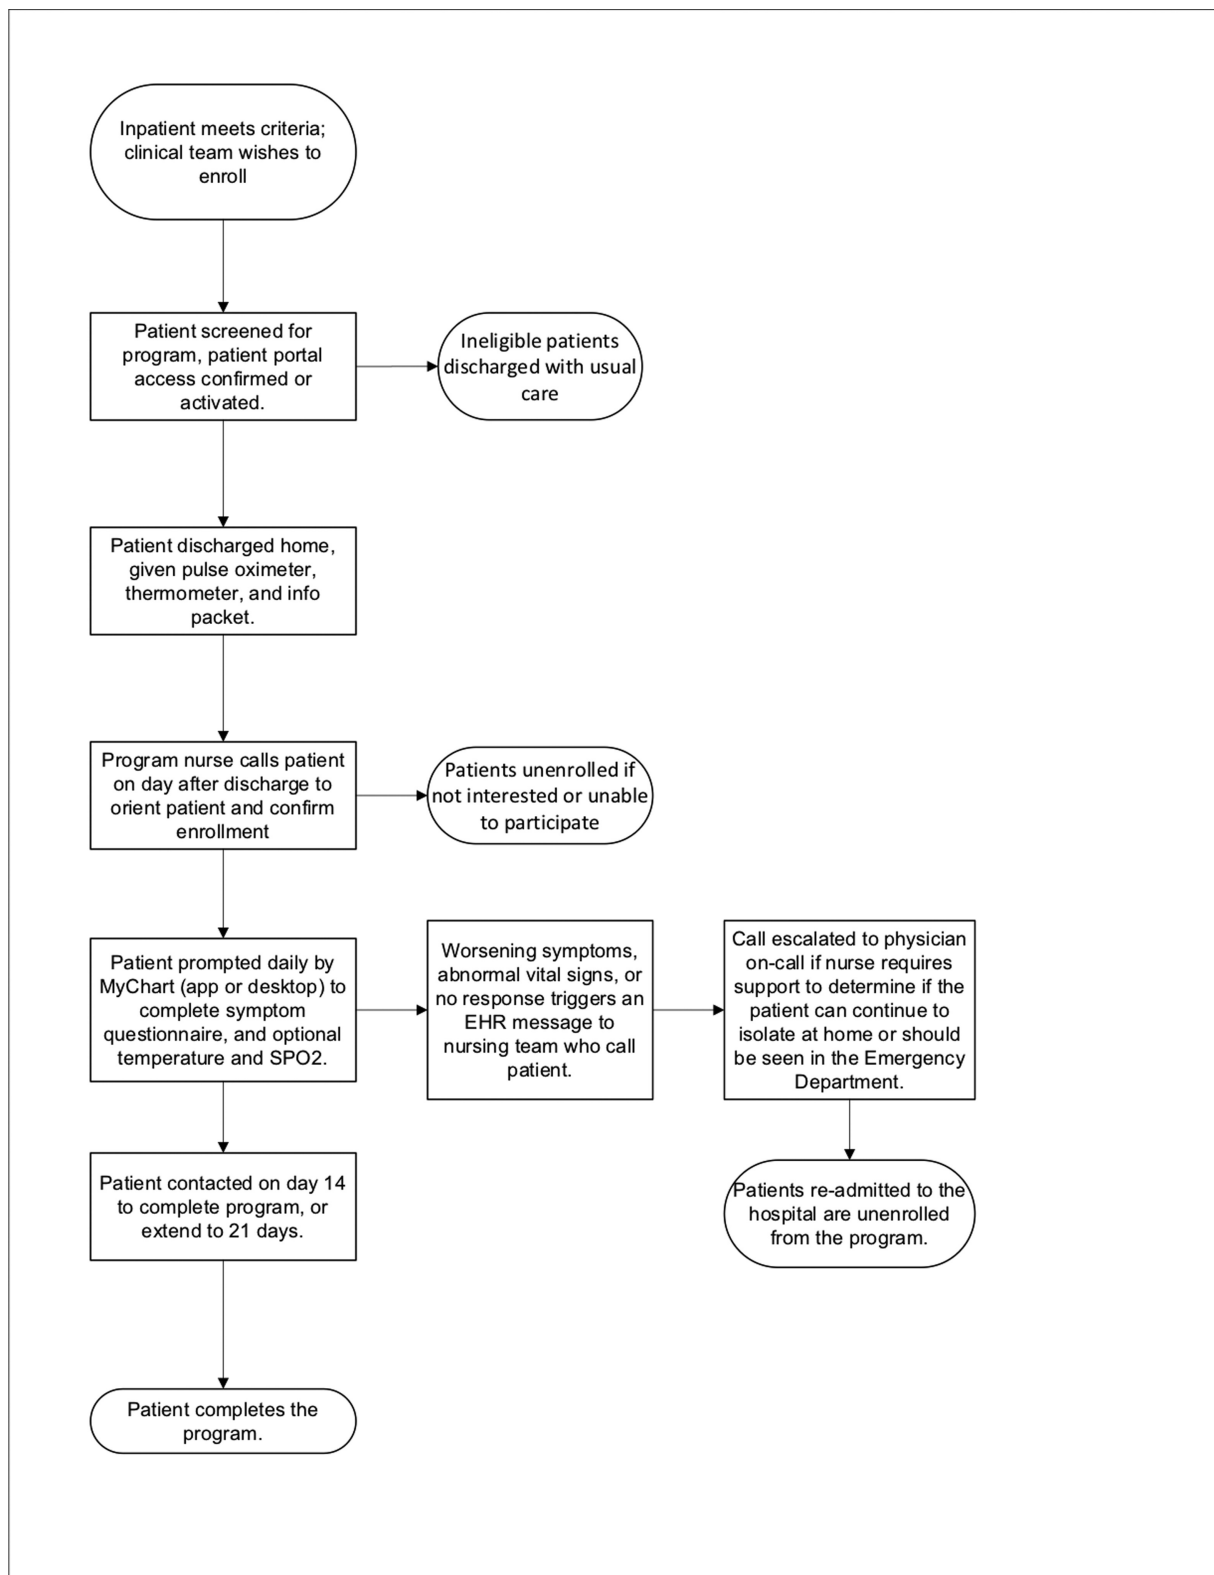 Inpatient meets criteria;
clinical team wishes to
enroll
Patient screened for
program, patient portal
access confirmed or
activated.
Ineligible patients
discharged with usual
care
Patient discharged home,
given pulse oximeter,
thermometer, and info
packet.
Program nurse calls patient
on day after discharge to
orient patient and confirm
enrollment
Patients unenrolled if
not interested or unable
to participate
Patient prompted daily by
MyChart (app or desktop) to
complete symptom
questionnaire, and optional
temperature and SPO2.
Worsening symptoms,
abnormal vital signs, or
no response triggers an
EHR message to
nursing team who call
patient.
Call escalated to physician
on-call if nurse requires
support to determine if the
patient can continue to
isolate at home or should
be seen in the Emergency
Department.
Patient contacted on day 14
to complete program, or
extend to 21 days.
Patients re-admitted to the
hospital are unenrolled
from the program.
Patient completes the
program.